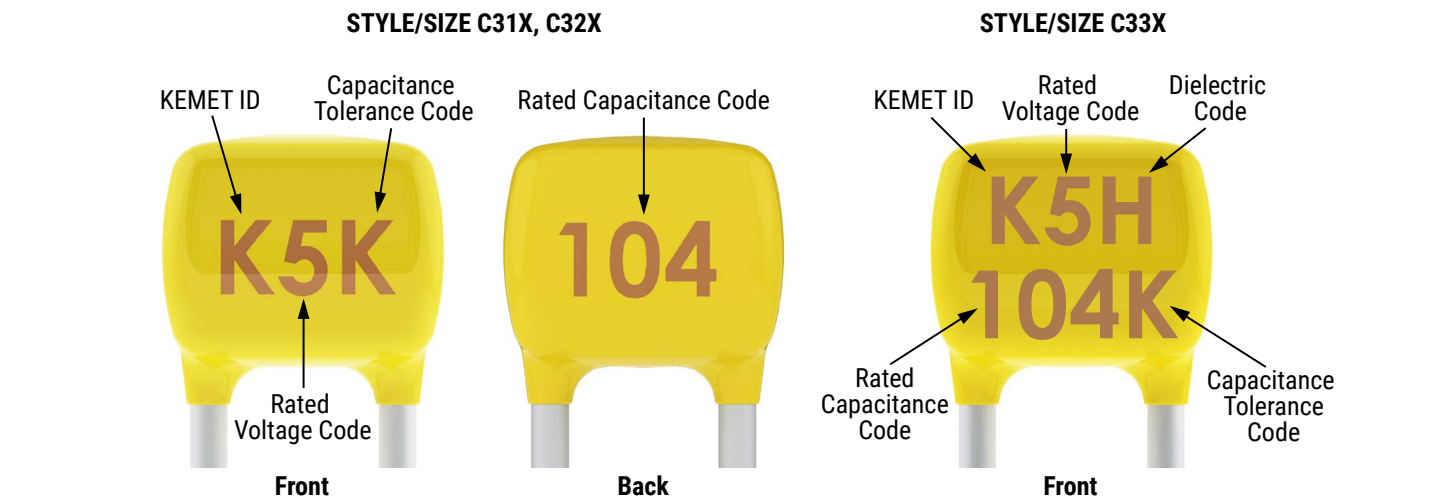 STYLE/SIZE C31X, C32X
KEMET ID
Capacitance
Tolerance Code
K5K
Rated
Voltage Code
Front
Rated Capacitance Code
104
Back
STYLE/SIZE C33X
KEMET ID
Rated
Voltage Code
Dielectric
Code
K5H
104K
Rated
Capacitance
Code
Capacitance
Tolerance
Code
Front